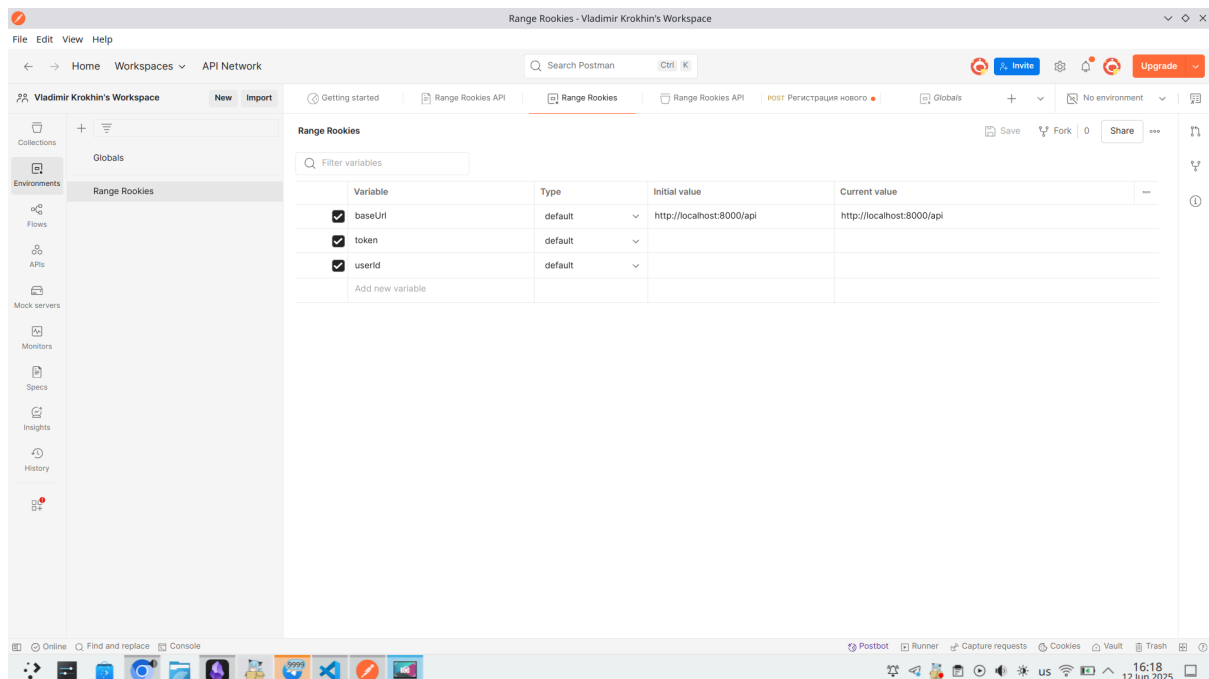 Range Rookies - Vladimir Krokhin's Workspace
File Edit View Help
Home Workspaces API Network
Search Postman Ctrl K
Invite
Upgrade
Vladimir Krokhin's Workspace New Import
Getting started
Range Rookies API
Range Rookies
Range Rookies API
POST Регистрация нового
Globals
No environment
Collections
Environments
Flows
APIs
Mock servers
Monitors
Specs
Insights
History
Globals
Range Rookies
Range Rookies
Save Fork 0 Share
Filter variables
Variable Type Initial value Current value
baseUrl default http://localhost:8000/api http://localhost:8000/api
token default
userId default
Add new variable
Online Find and replace Console
Postbot Runner Capture requests Cookies Vault Trash
9999
us
16:18
12 Jun 2025